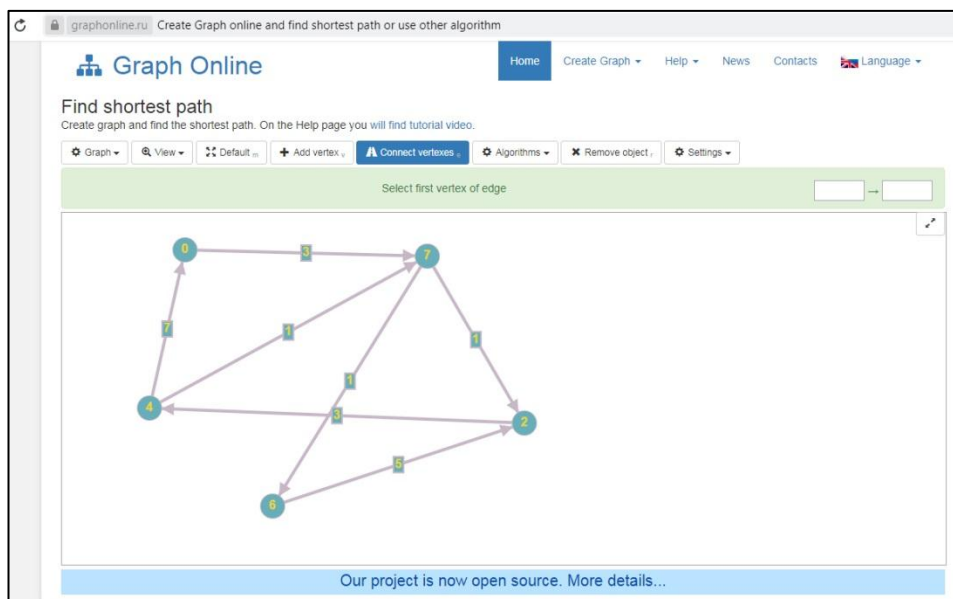 graphonline.ru Create Graph online and find shortest path or use other algorithm
Graph Online
Home Create Graph Help News Contacts Language
Find shortest path
Create graph and find the shortest path. On the Help page you will find tutorial video.
Graph View Default m Add vertex v Connect vertexes Algorithms Remove object r Settings
Select first vertex of edge
0
3
7
7
1
1
1
4
3
2
5
6
Our project is now open source. More details...